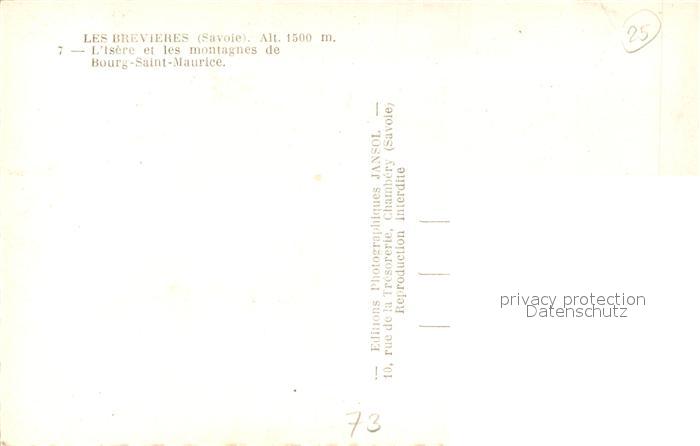 LES BREVIERES (Savoie). Alt. 1500 m.
7 — L'Isère et les montagnes de
Bourg-Saint-Maurice.
25
— Editions Photographiques JANSOL —
10, rue de la Trésorerie, Chambéry (Savoie)
Reproduction Interdite
privacy protection
Datenschutz
73